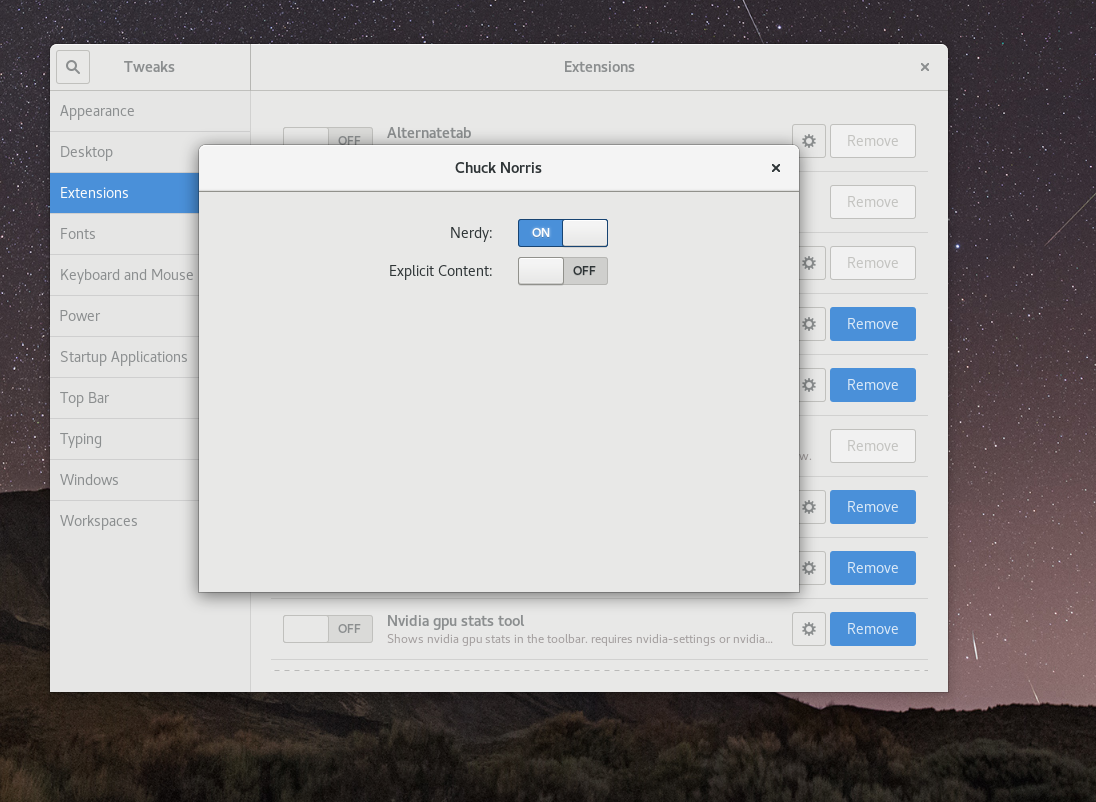 Tweaks
Extensions
Appearance
Desktop
Extensions
Fonts
Keyboard and Mouse
Power
Startup Applications
Top Bar
Typing
Windows
Workspaces
OFF Alternatetab Remove
Remove
Remove
Remove
Remove
w. Remove
Remove
Remove
OFF Nvidia gpu stats tool Remove
Shows nvidia gpu stats in the toolbar. requires nvidia-settings or nvidia...
Chuck Norris
Nerdy: ON
Explicit Content: OFF